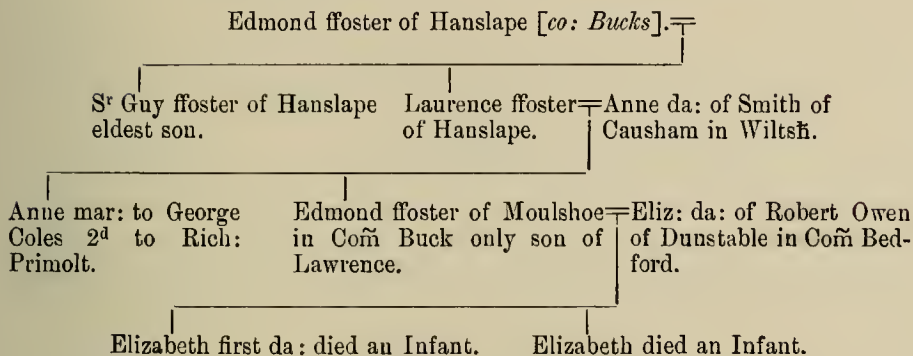 Edmond ffoster of Hanslape [co: Bucks].
Sr Guy ffoster of Hanslape
eldest son.
Laurence ffoster
of Hanslape.
Anne da: of Smith of
Causham in Wiltsħ.
Anne mar: to George
Coles 2d to Rich:
Primolt.
Edmond ffoster of Moulshoe
in Com̃ Buck only son of
Lawrence.
Eliz: da: of Robert Owen
of Dunstable in Com̃ Bed-
ford.
Elizabeth first da: died an Infant.
Elizabeth died an Infant.